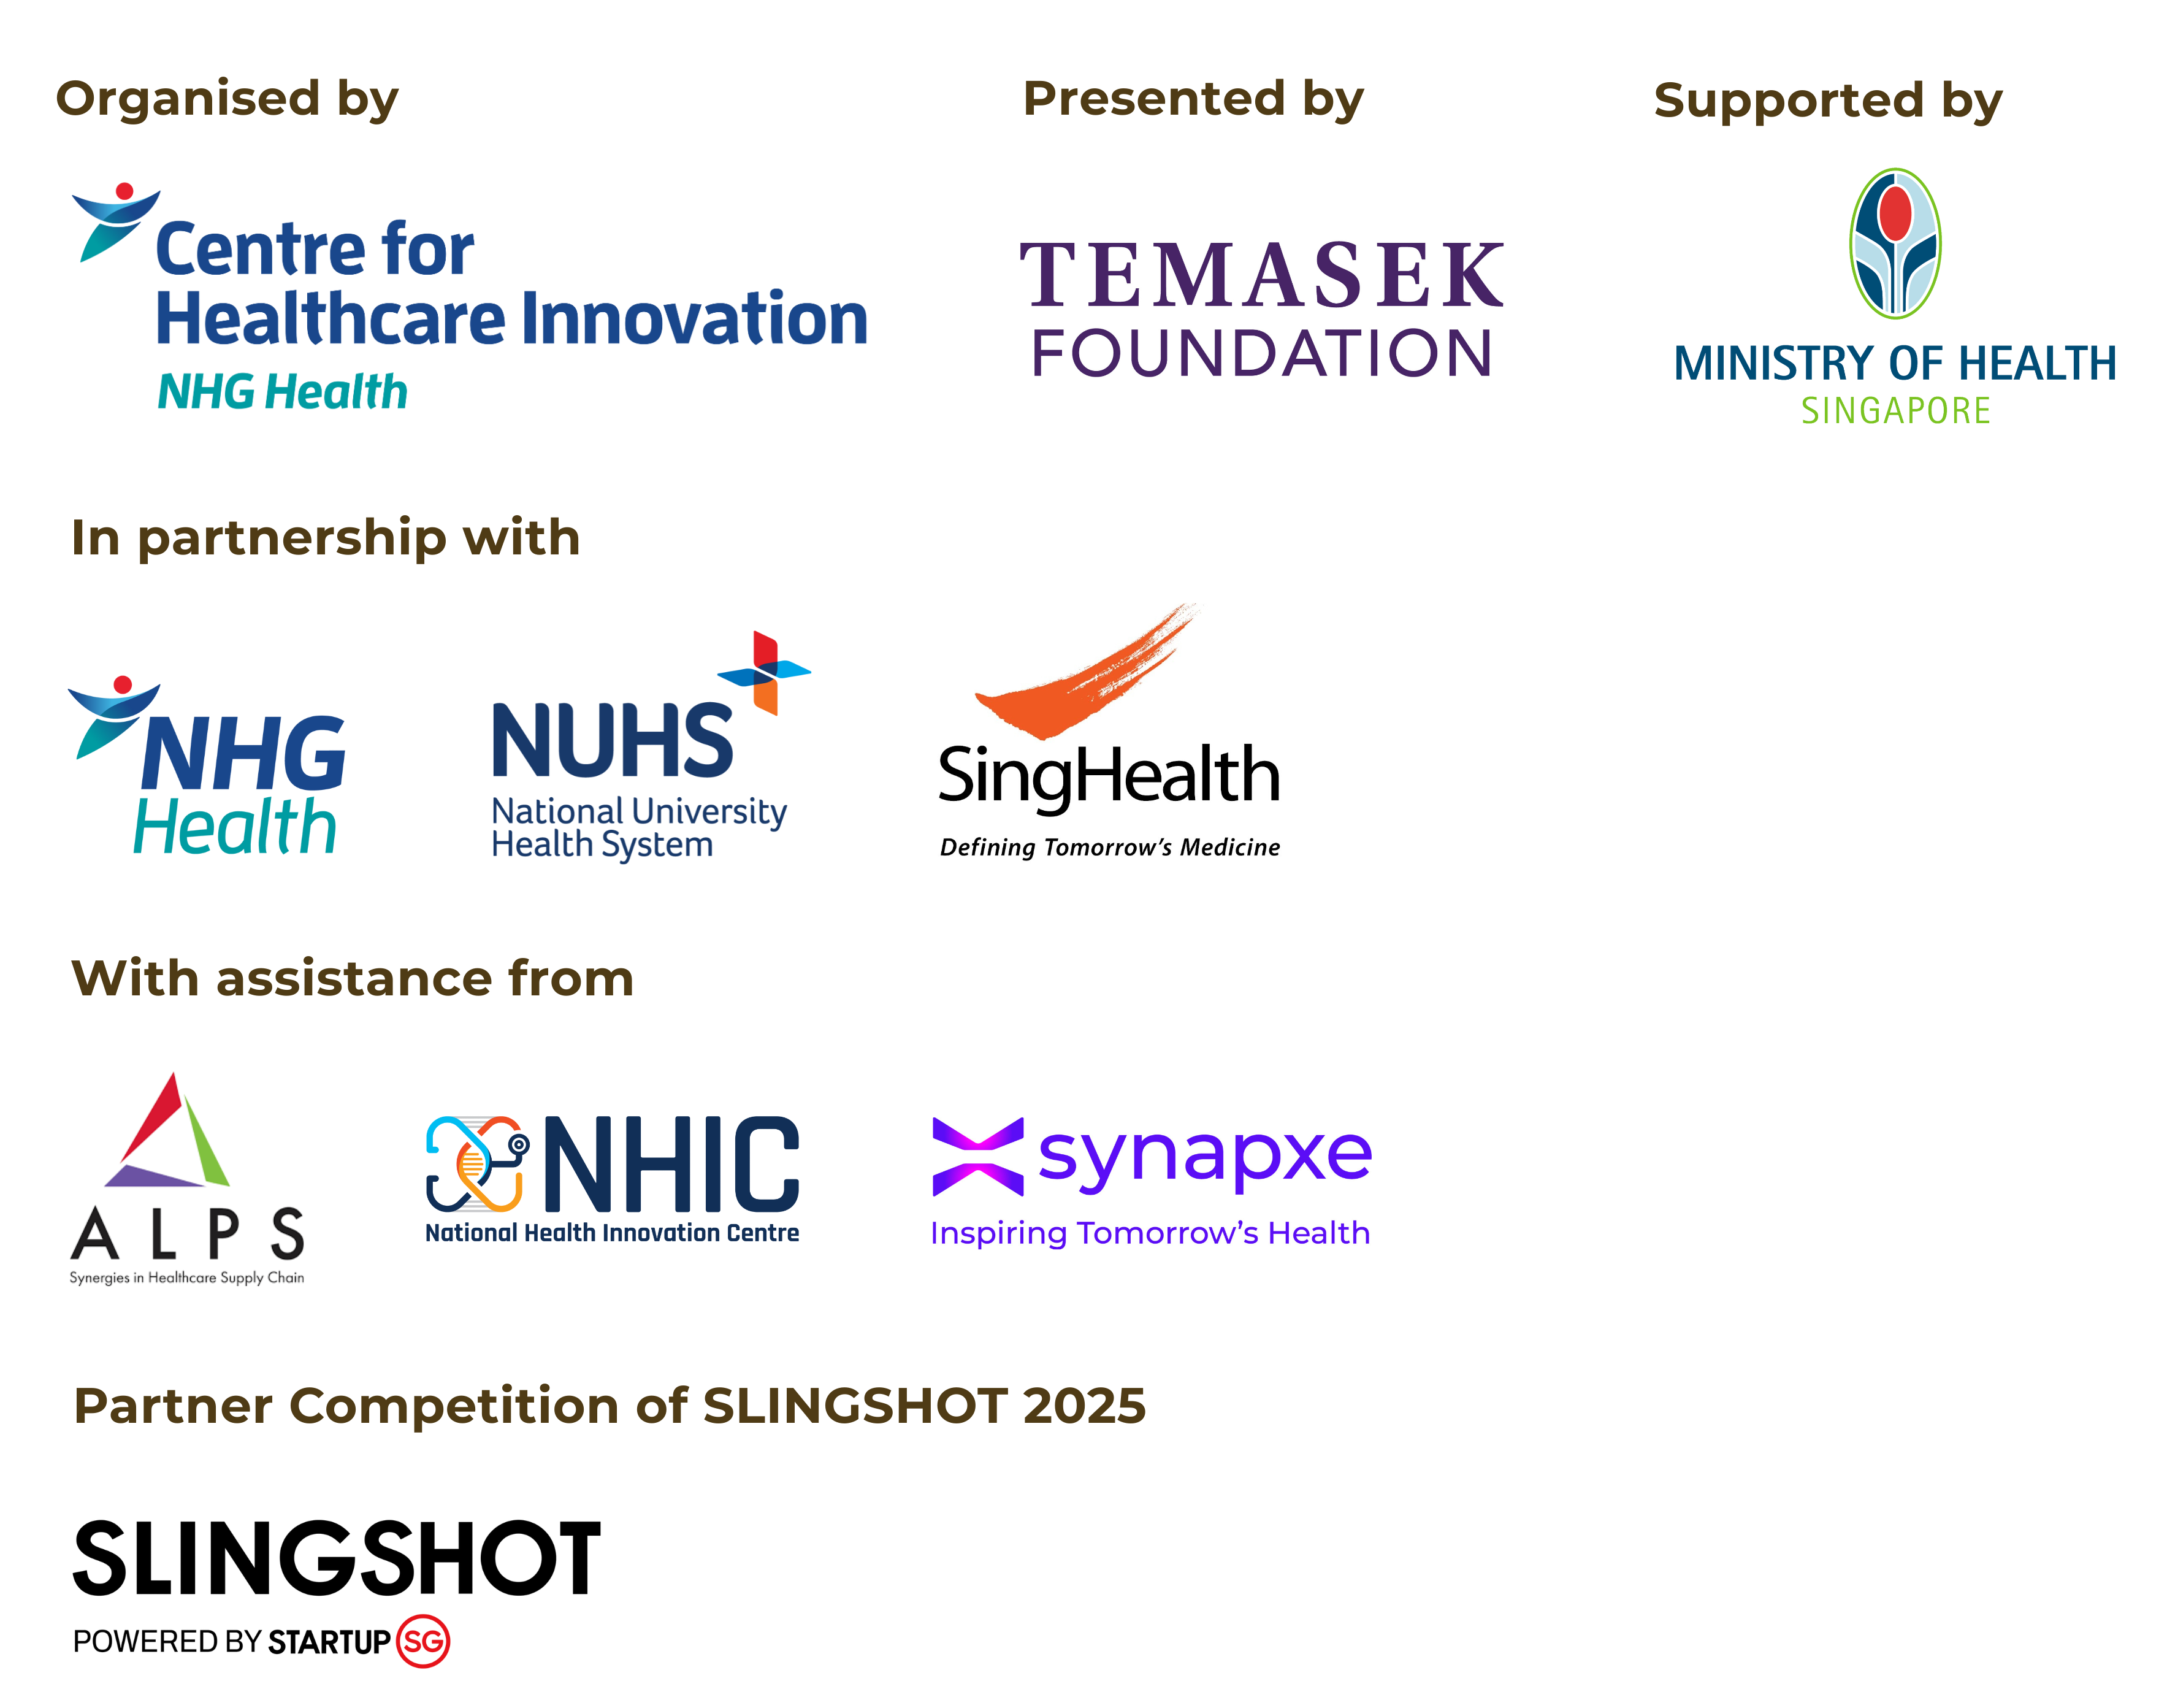 Organised by
Centre for
Healthcare Innovation
NHG Health
Presented by
TEMASEK
FOUNDATION
Supported by
MINISTRY OF HEALTH
SINGAPORE
In partnership with
NHG
Health
NUHS
National University
Health System
SingHealth
Defining Tomorrow's Medicine
With assistance from
ALPS
Synergies in Healthcare Supply Chain
NHIC
National Health Innovation Centre
synapxe
Inspiring Tomorrow's Health
Partner Competition of SLINGSHOT 2025
SLINGSHOT
POWERED BY STARTUP SG